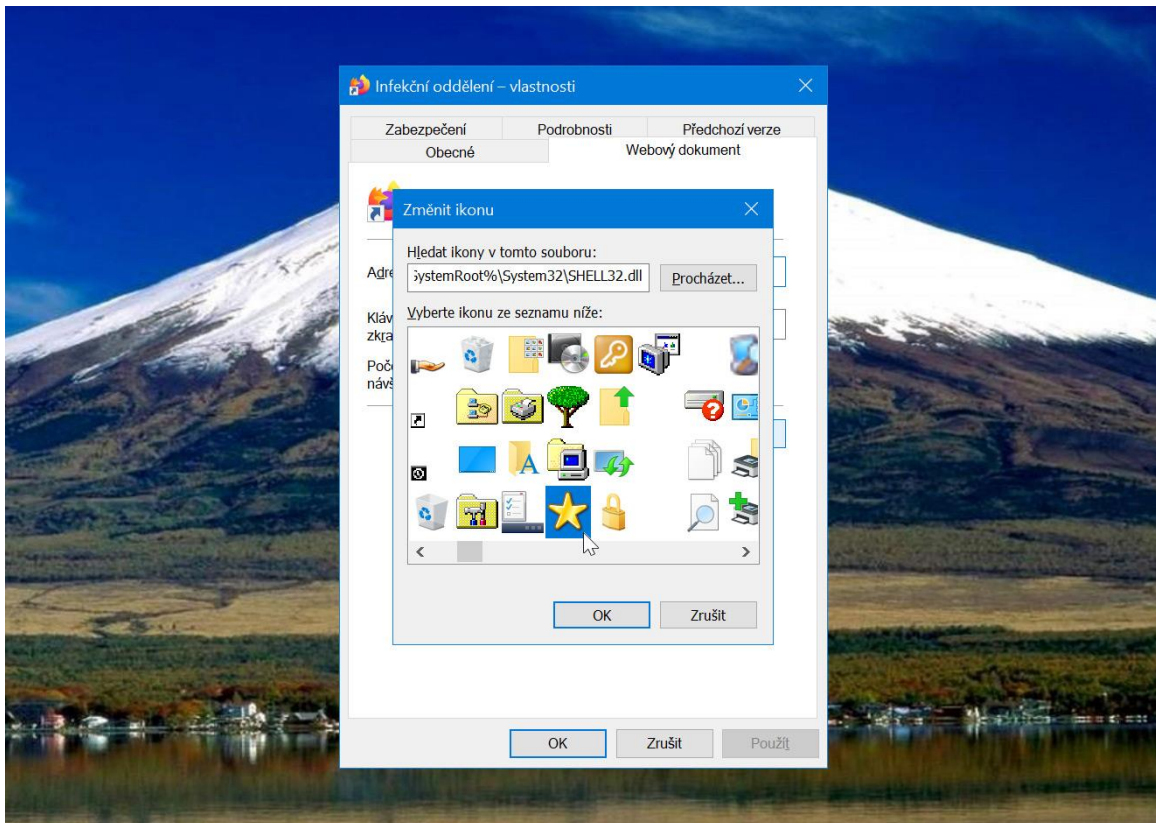 Infekční oddělení – vlastnosti
Zabezpečení Podrobnosti Předchozí verze
Obecné Webový dokument
Změnit ikonu
Hledat ikony v tomto souboru:
SystemRoot%\System32\SHELL32.dll Procházet...
Vyberte ikonu ze seznamu níže:
OK Zrušit
OK Zrušit Použít